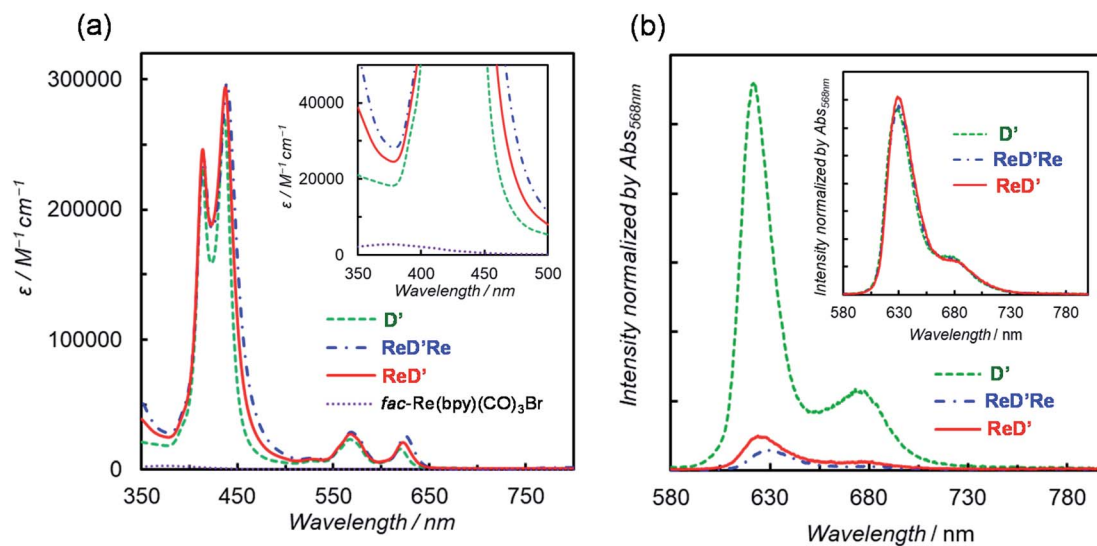 (a)
ε / M⁻¹ cm⁻¹
300000
200000
100000
0
350
450
550
650
750
Wavelength / nm
ε / M⁻¹ cm⁻¹
40000
20000
0
350
400
450
500
Wavelength / nm
D'
ReD'Re
ReD'
fac-Re(bpy)(CO)₃Br
(b)
Intensity normalized by Abs₅₆₈ₙₘ
580
630
680
730
780
Wavelength / nm
Intensity normalized by Abs₅₆₈ₙₘ
D'
ReD'Re
ReD'
580
630
680
730
780
Wavelength / nm
D'
ReD'Re
ReD'